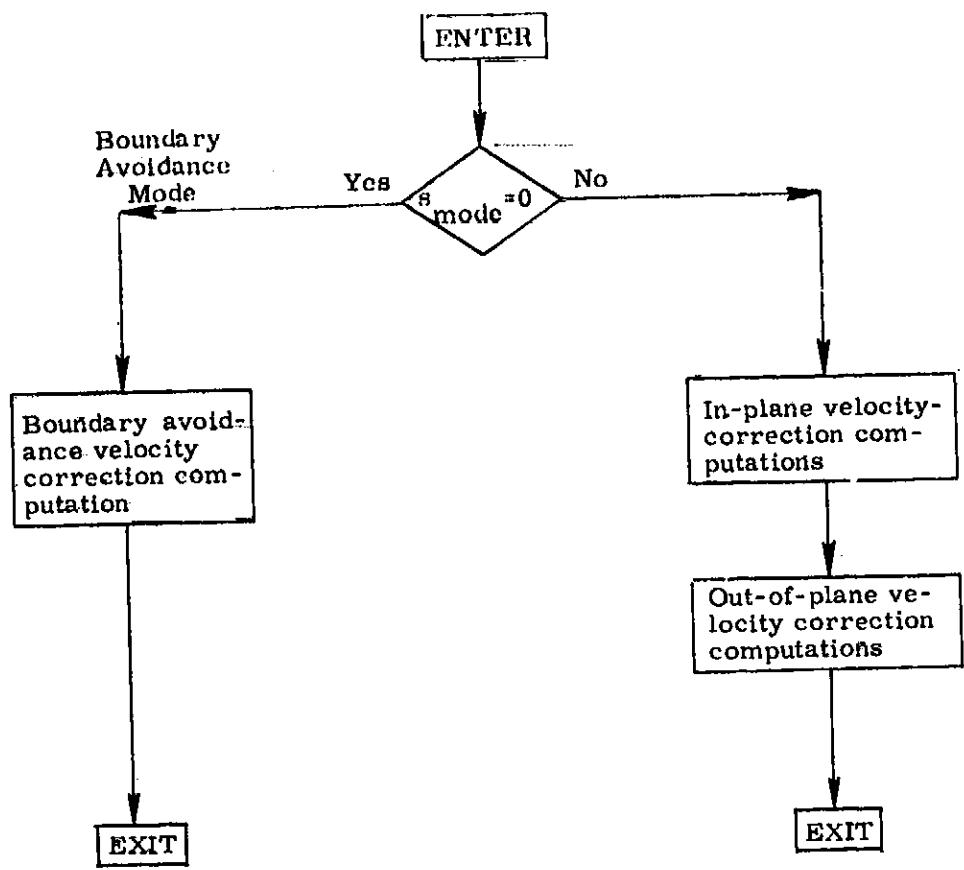 ENTER
Boundary
Avoidance
Mode
Yes
s mode =0
No
Boundary avoid-
ance velocity
correction com-
putation
In-plane velocity-
correction com-
putations
Out-of-plane ve-
locity correction
computations
EXIT
EXIT